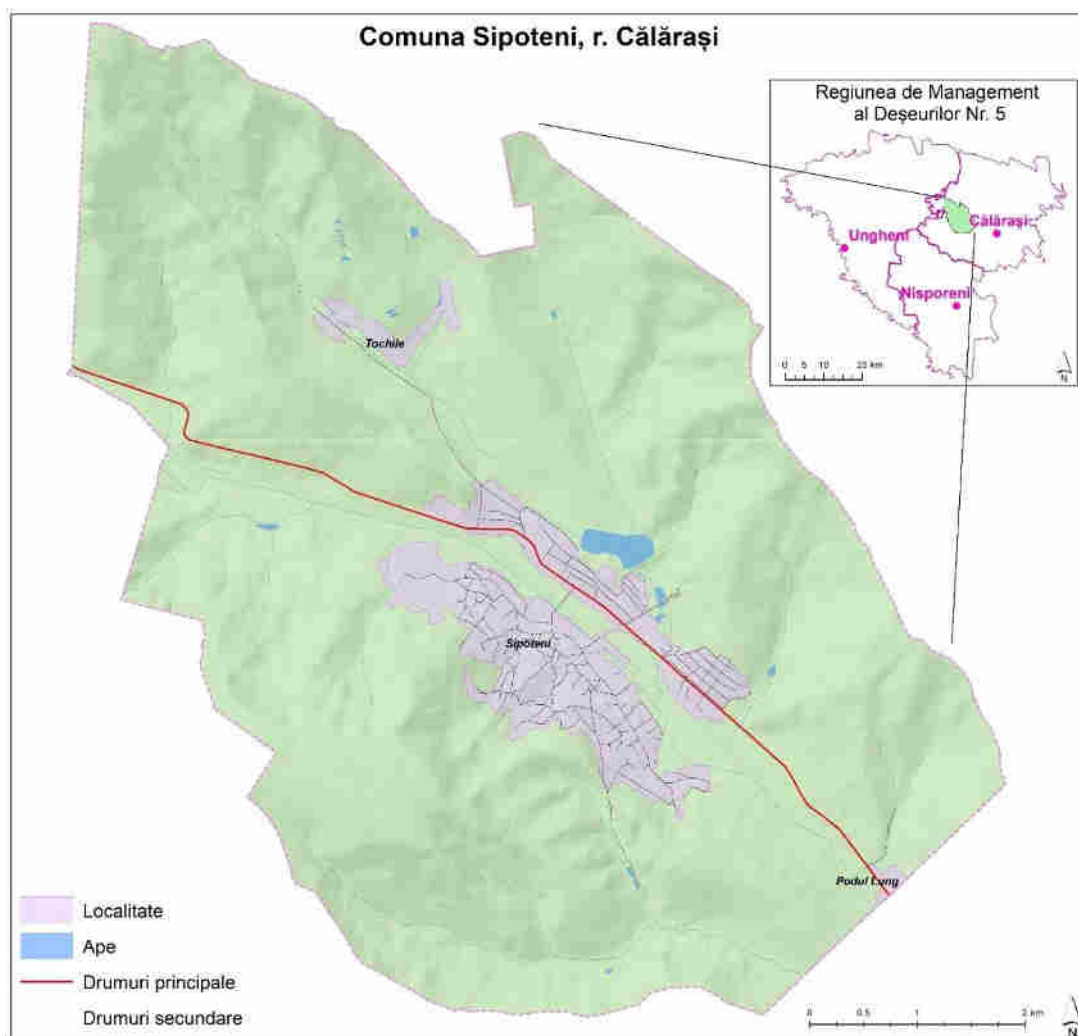 Comuna Sipoteni, r. Călărași
Regiunea de Management
al Deșeurilor Nr. 5
Călărași
Ungheni
Nisporeni
0 5 10 20 km
N
Tochile
Sipoteni
Podul Lung
Localitate
Ape
Drumuri principale
Drumuri secundare
0 0.5 1 2 km
N